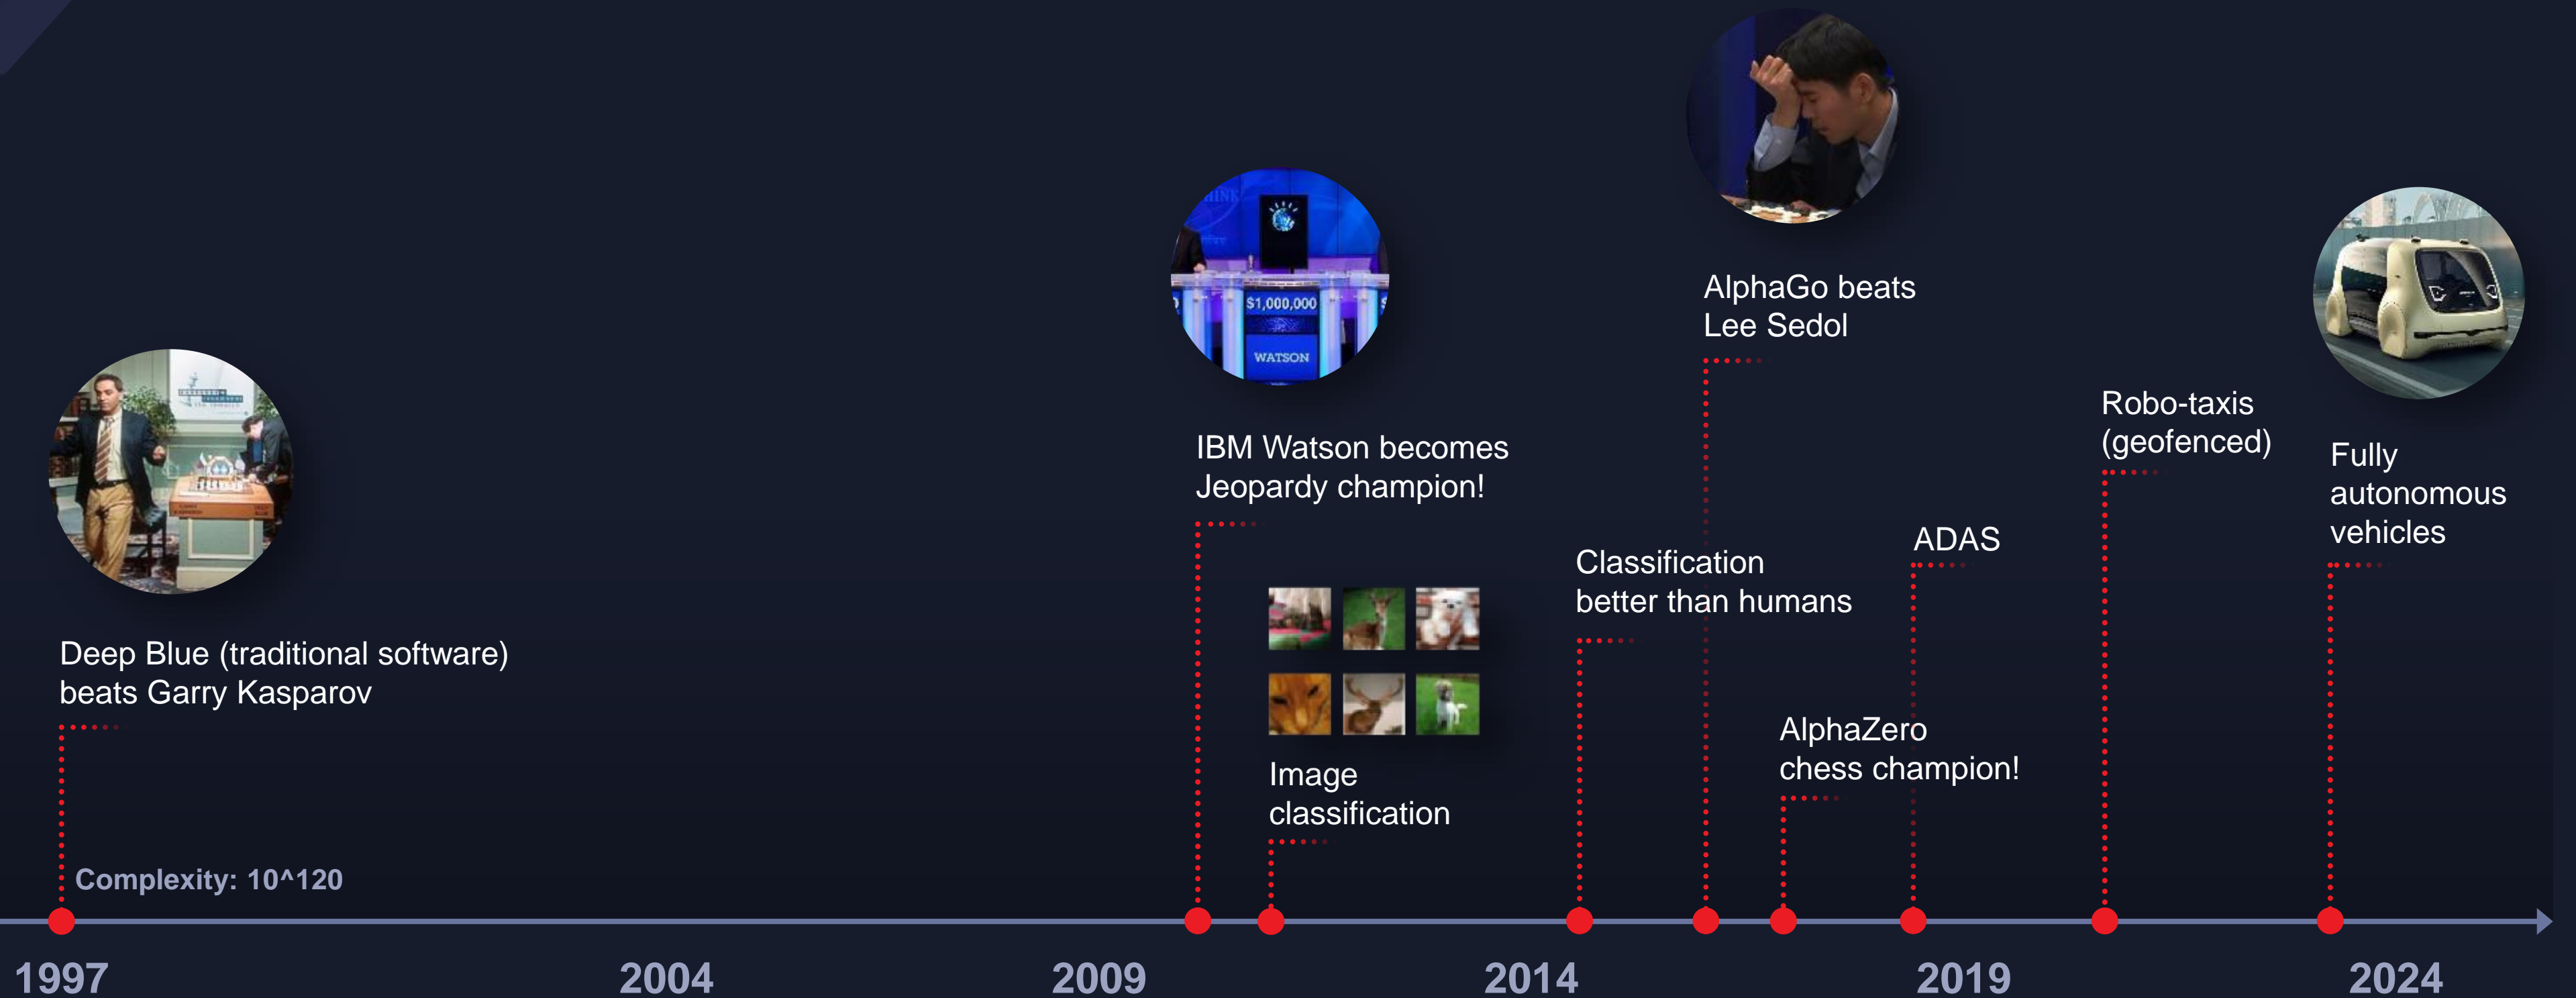 AlphaGo beats
Lee Sedol
$1,000,000
WATSON
Robo-taxis
(geofenced)
IBM Watson becomes
Jeopardy champion!
Fully
autonomous
vehicles
ADAS
Classification
better than humans
Deep Blue (traditional software)
beats Garry Kasparov
AlphaZero
chess champion!
Image
classification
Complexity: 10^120
1997
2004
2009
2014
2019
2024